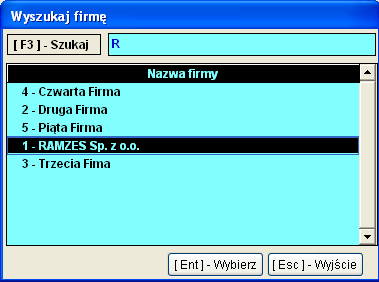 Wyszukaj firmę
[ F3 ] - Szukaj R
Nazwa firmy
4 - Czwarta Firma
2 - Druga Firma
5 - Piąta Firma
1 - RAMZES Sp. z o.o.
3 - Trzecia Fima
[ Ent ] - Wybierz [ Esc ] - Wyjście